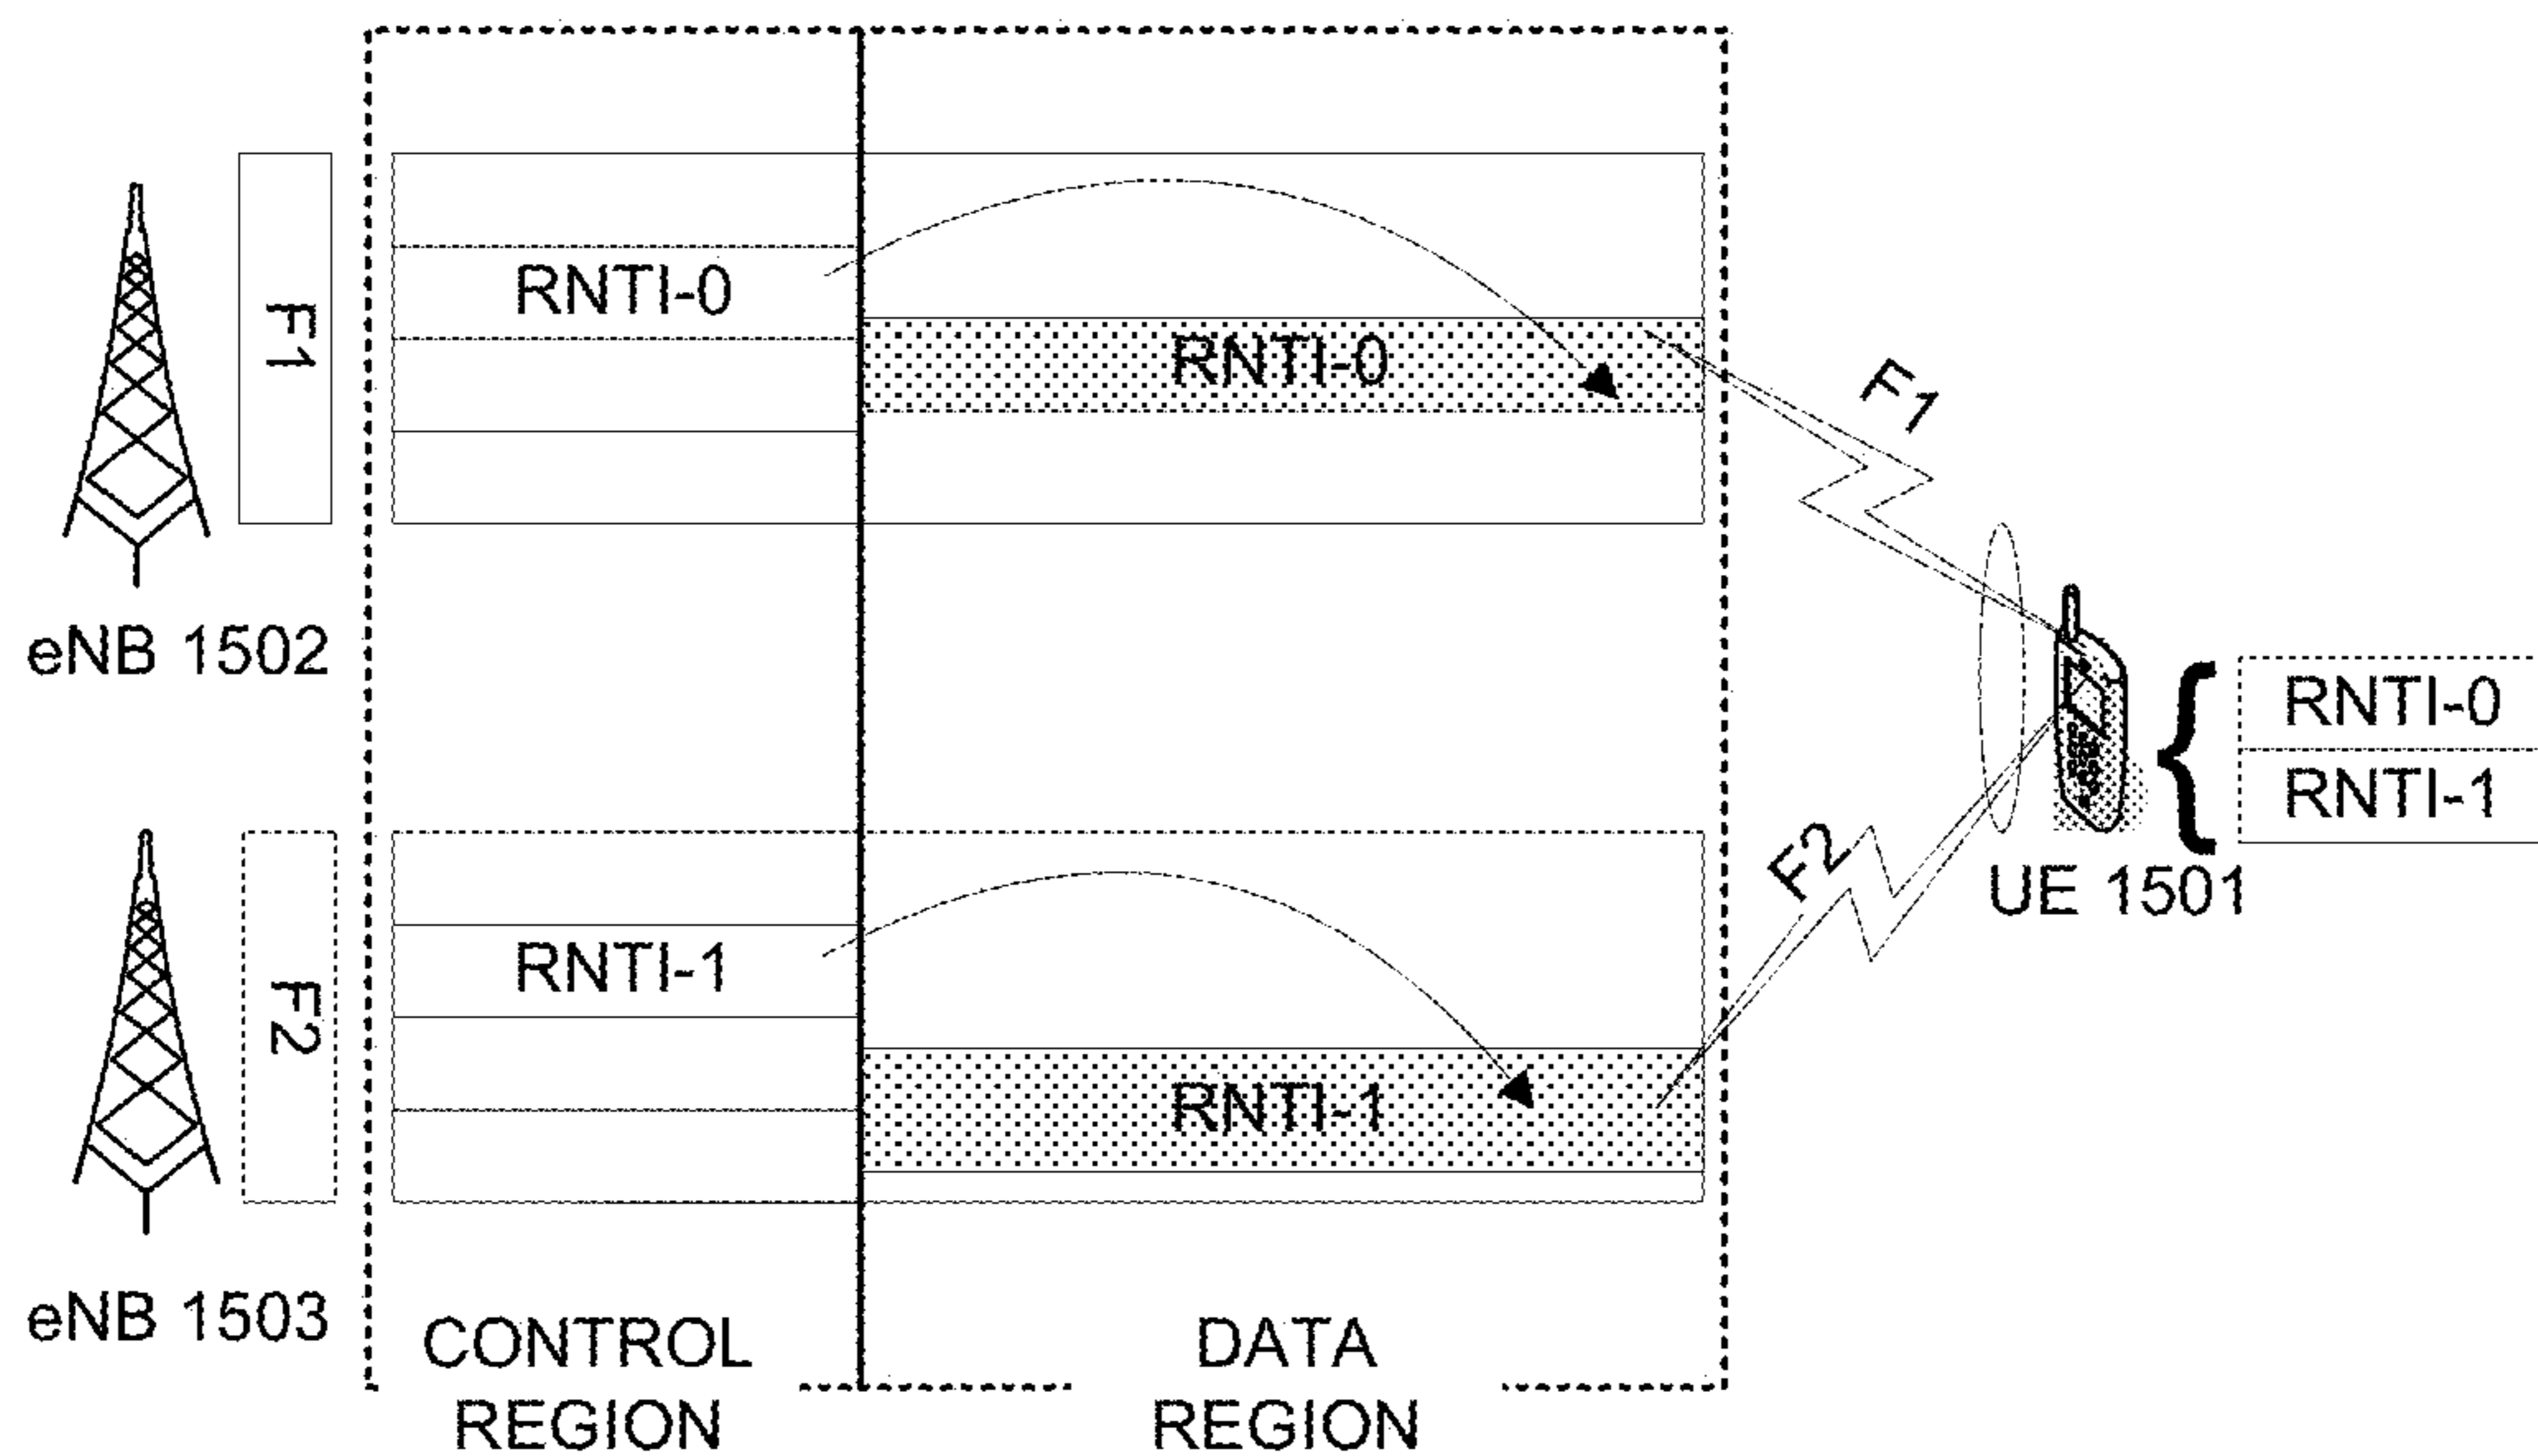 F1
RNTI-0
RNTI-0
F1
eNB 1502
RNTI-0
RNTI-1
UE 1501
F2
F2
RNTI-1
RNTI-1
eNB 1503
CONTROL
REGION
DATA
REGION